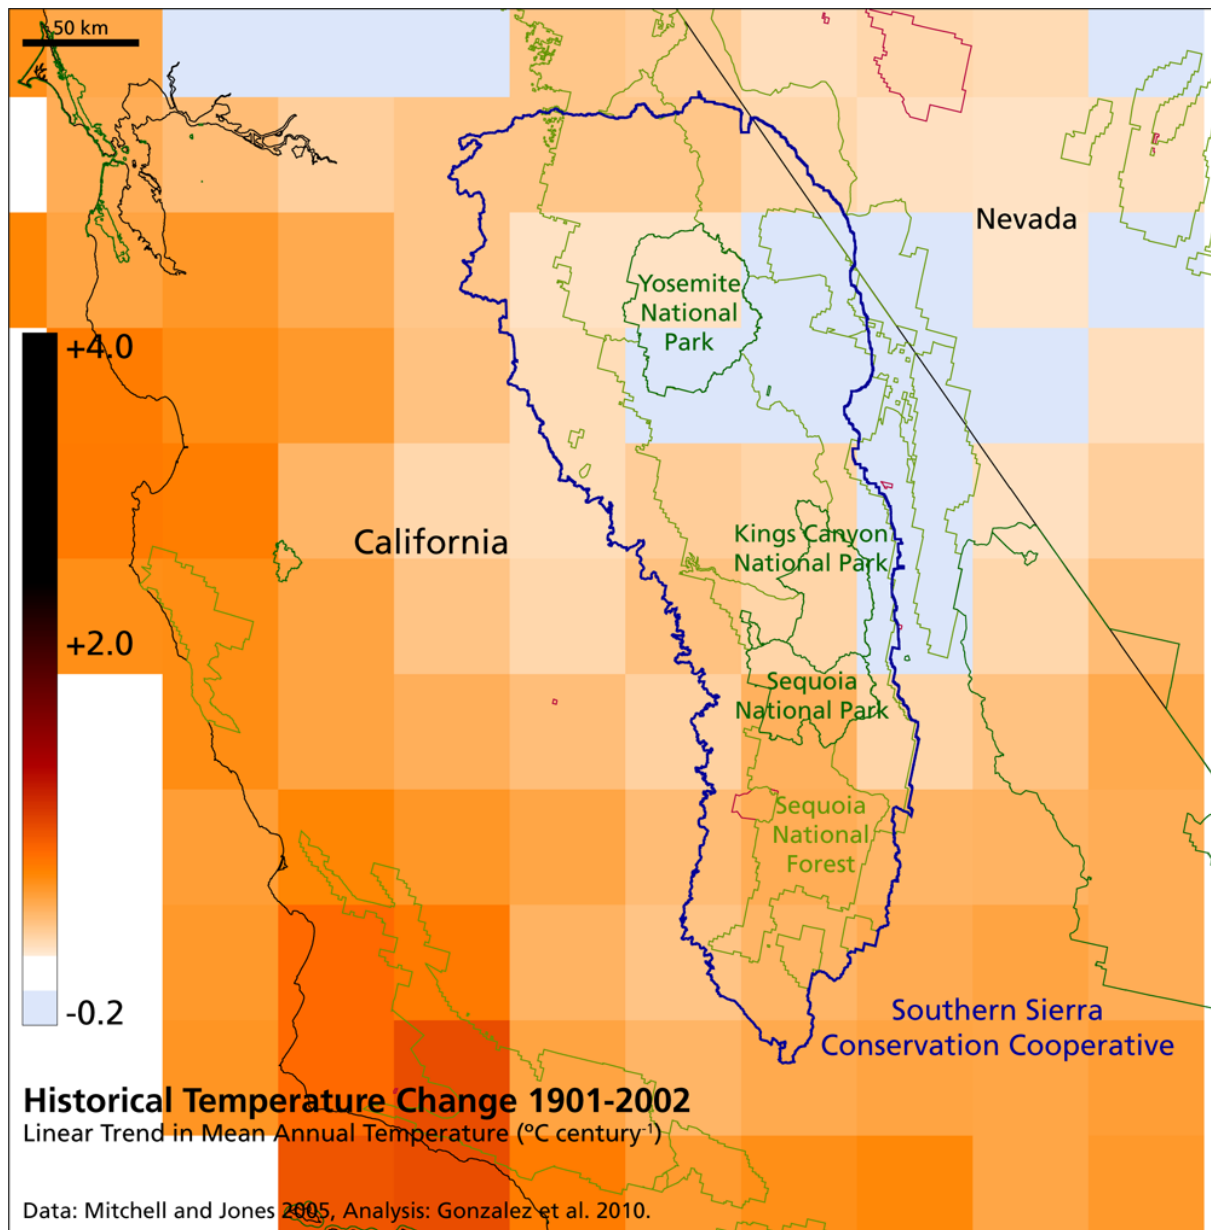 50 km
Nevada
Yosemite
National
Park
+4.0
California
Kings Canyon
National Park
+2.0
Sequoia
National Park
Sequoia
National
Forest
-0.2
Southern Sierra
Conservation Cooperative
Historical Temperature Change 1901-2002
Linear Trend in Mean Annual Temperature (ºC century⁻¹)
Data: Mitchell and Jones 2005, Analysis: Gonzalez et al. 2010.